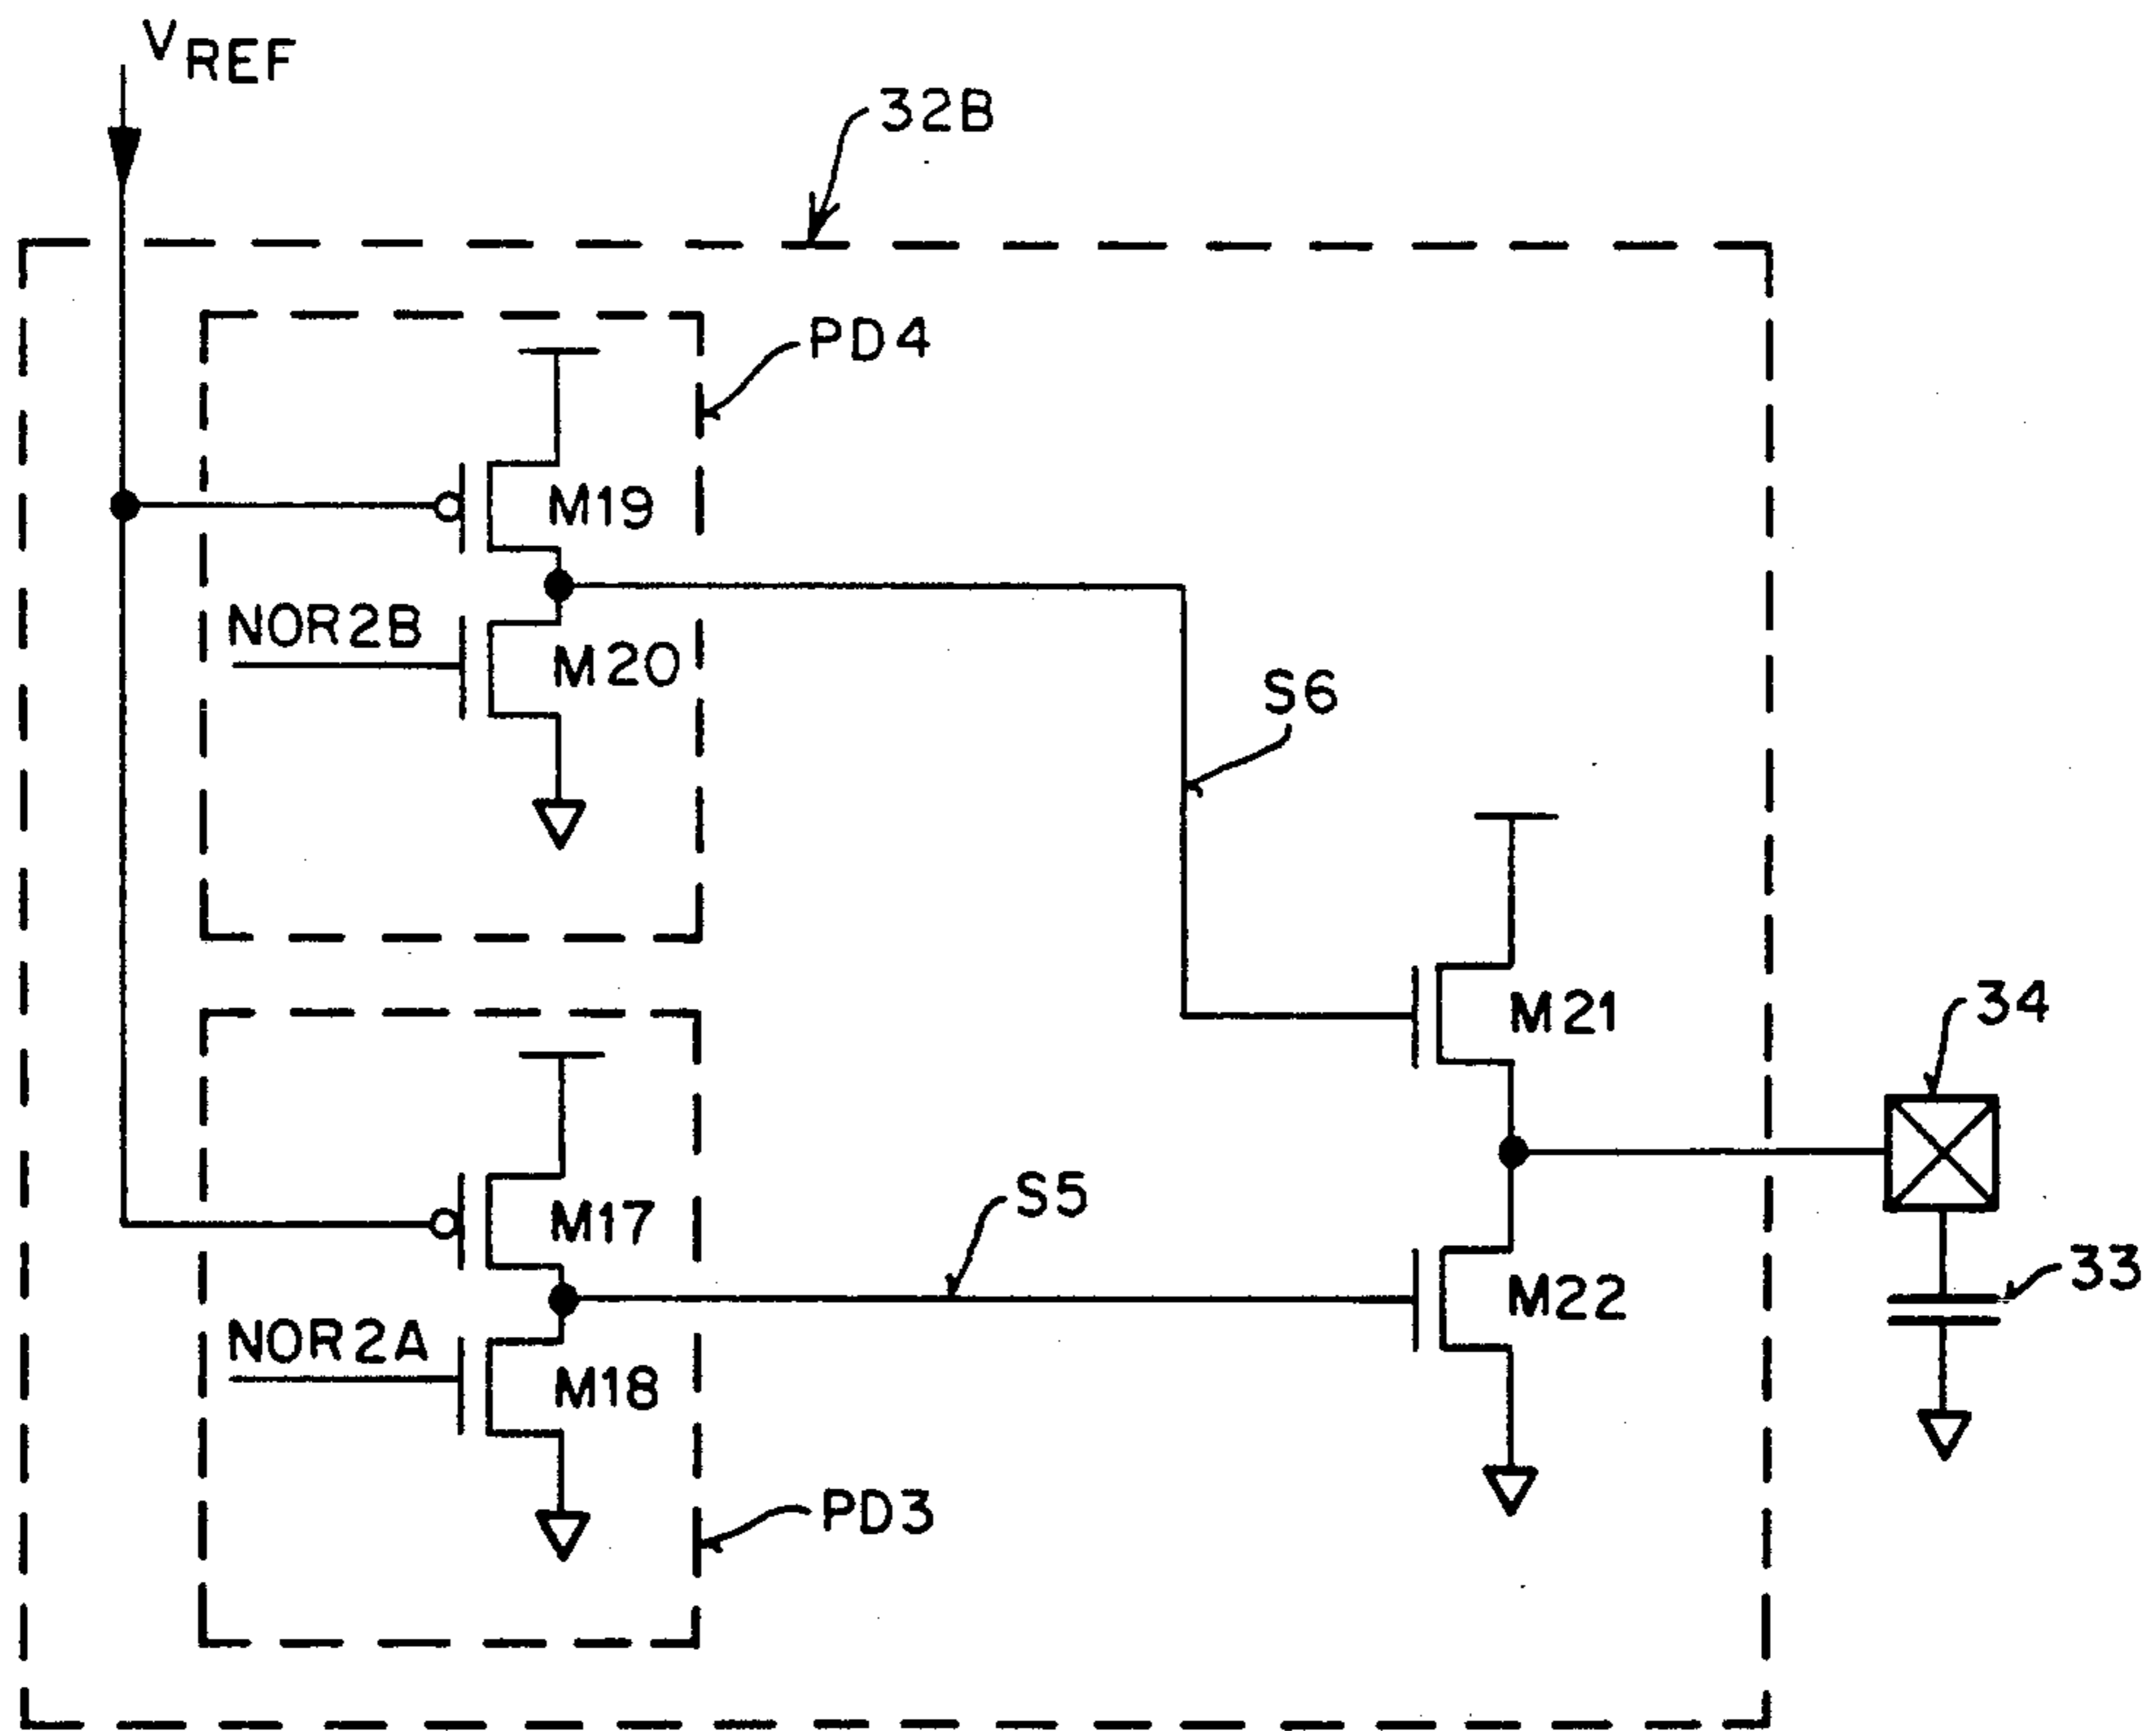 VREF
32B
PD4
M19
NOR2B
M20
S6
M21
34
S5
M17
33
M22
NOR2A
M18
PD3